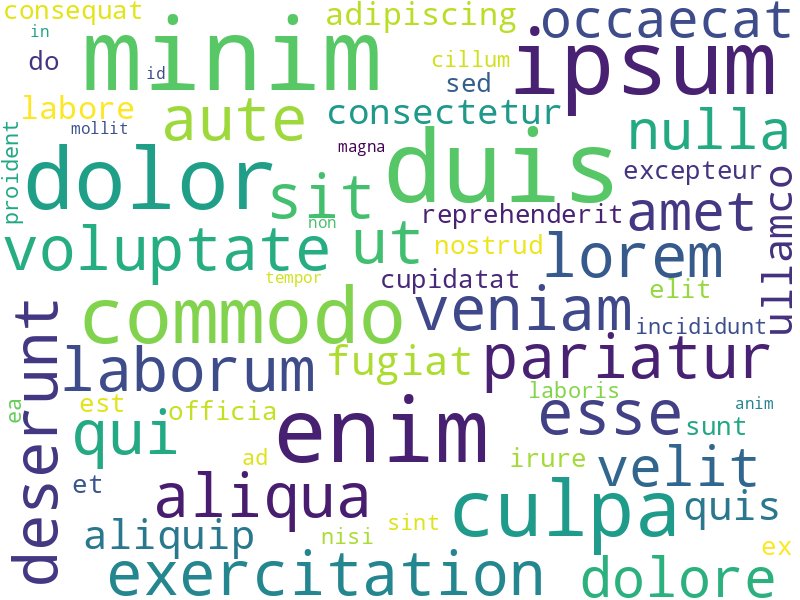 consequat
adipiscing
occaecat
in
minim
ipsum
do
id
cillum
sed
labore
aute
consectetur
nulla
mollit
proident
magna
duis
dolor
sit
excepteur
ullamco
reprehenderit
amet
non
voluptate
ut
nostrud
lorem
tempor
cupidatat
elit
commodo
veniam
incididunt
deserunt
laborum
fugiat
pariatur
laboris
ea
est
officia
enim
esse
anim
qui
sunt
ad
irure
velit
et
aliqua
culpa
quis
aliquip
nisi
sint
ex
exercitation
dolore